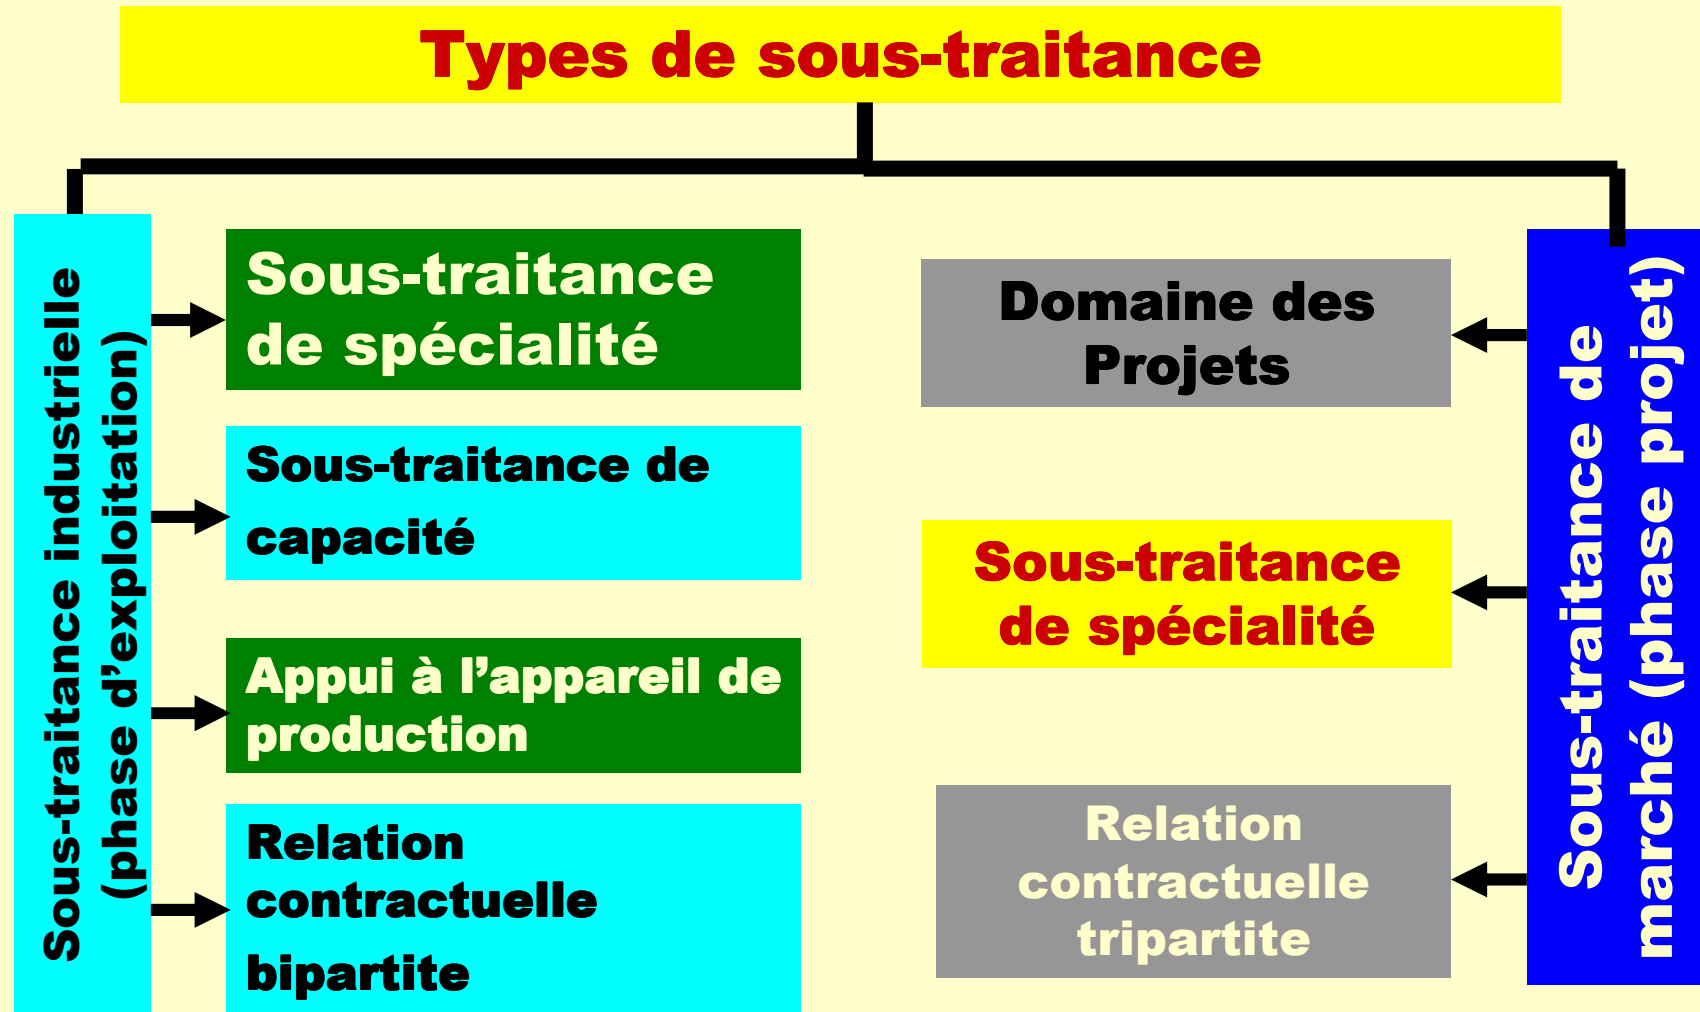 Types de sous-traitance
Sous-traitance industrielle
(phase d’exploitation)
Sous-traitance
de spécialité
Sous-traitance de
capacité
Appui à l’appareil de
production
Relation
contractuelle
bipartite
Domaine des
Projets
Sous-traitance
de spécialité
Relation
contractuelle
tripartite
Sous-traitance de
marché (phase projet)